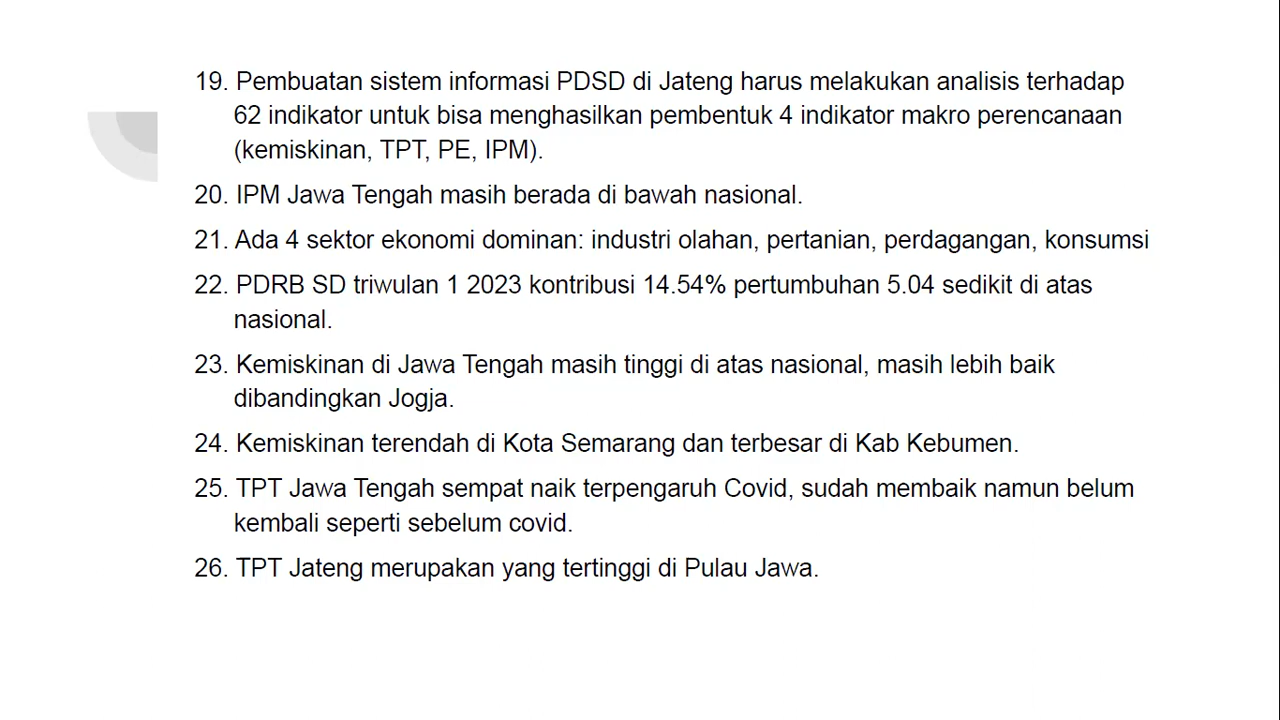 19. Pembuatan sistem informasi PDSD di Jateng harus melakukan analisis terhadap
62 indikator untuk bisa menghasilkan pembentuk 4 indikator makro perencanaan
(kemiskinan, TPT, PE, IPM).
20. IPM Jawa Tengah masih berada di bawah nasional.
21. Ada 4 sektor ekonomi dominan: industri olahan, pertanian, perdagangan, konsumsi
22. PDRB SD triwulan 1 2023 kontribusi 14.54% pertumbuhan 5.04 sedikit di atas
nasional.
23. Kemiskinan di Jawa Tengah masih tinggi di atas nasional, masih lebih baik
dibandingkan Jogja.
24. Kemiskinan terendah di Kota Semarang dan terbesar di Kab Kebumen.
25. TPT Jawa Tengah sempat naik terpengaruh Covid, sudah membaik namun belum
kembali seperti sebelum covid.
26. TPT Jateng merupakan yang tertinggi di Pulau Jawa.